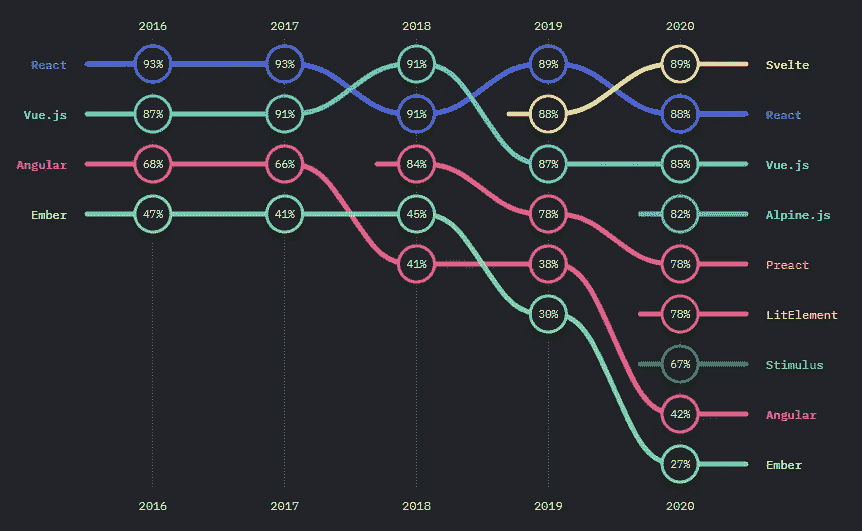 2016 2017 2018 2019 2020
React 93% 93% 91% 89% 89% Svelte
Vue.js 87% 91% 91% 88% 88% React
Angular 68% 66% 84% 87% 85% Vue.js
Ember 47% 41% 45% 78% 82% Alpine.js
41% 38% 78% Preact
30% 78% LitElement
67% Stimulus
42% Angular
27% Ember
2016 2017 2018 2019 2020